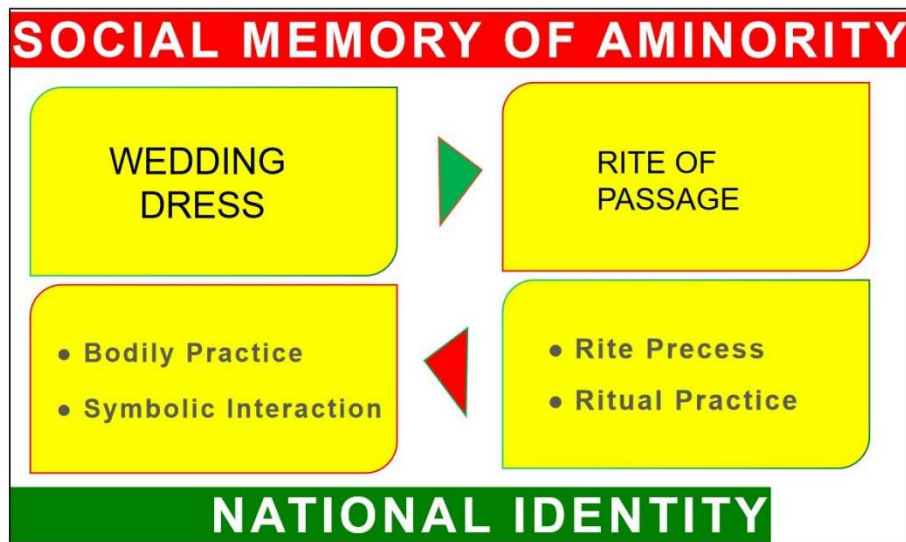 SOCIAL MEMORY OF AMINORITY
WEDDING
DRESS
RITE OF
PASSAGE
● Bodily Practice
● Symbolic Interaction
● Rite Precess
● Ritual Practice
NATIONAL IDENTITY